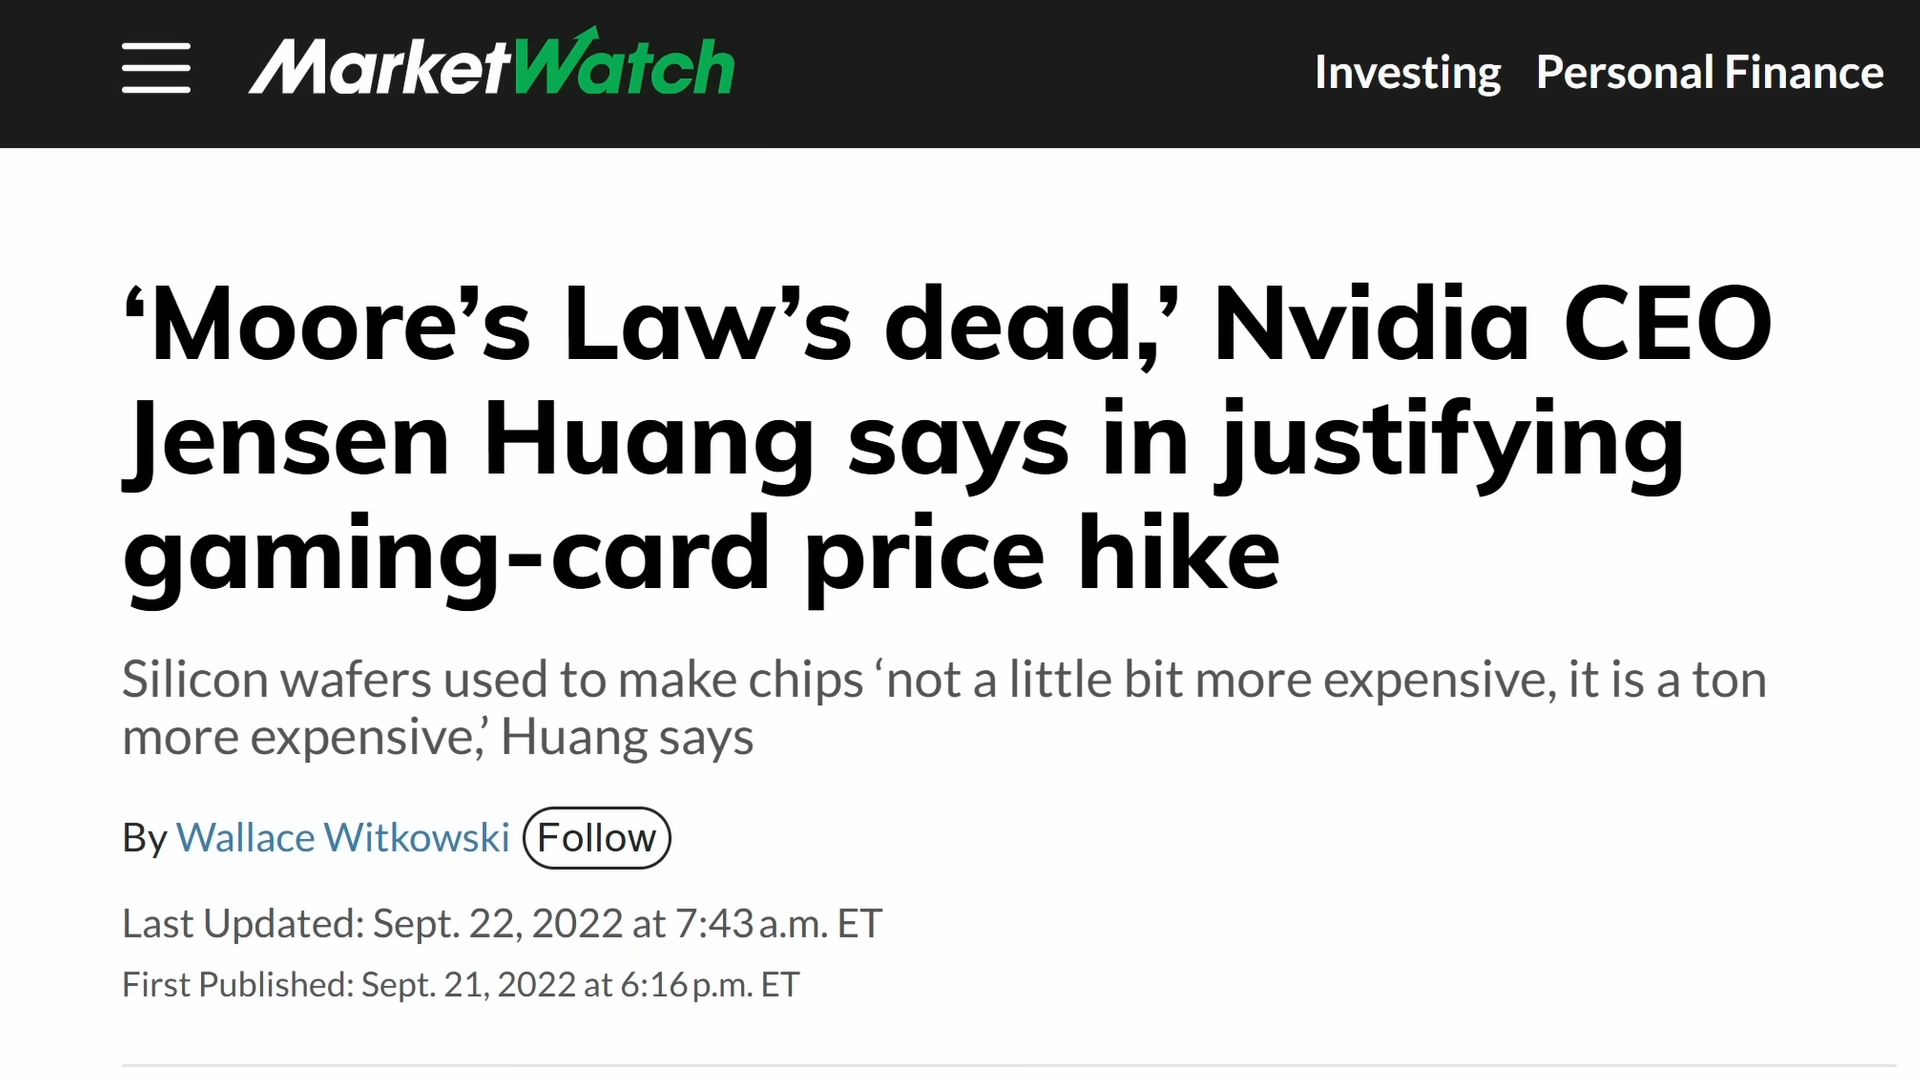 MarketWatch
Investing Personal Finance
‘Moore’s Law’s dead,’ Nvidia CEO
Jensen Huang says in justifying
gaming-card price hike
Silicon wafers used to make chips ‘not a little bit more expensive, it is a ton
more expensive,’ Huang says
By Wallace Witkowski Follow
Last Updated: Sept. 22, 2022 at 7:43 a.m. ET
First Published: Sept. 21, 2022 at 6:16 p.m. ET